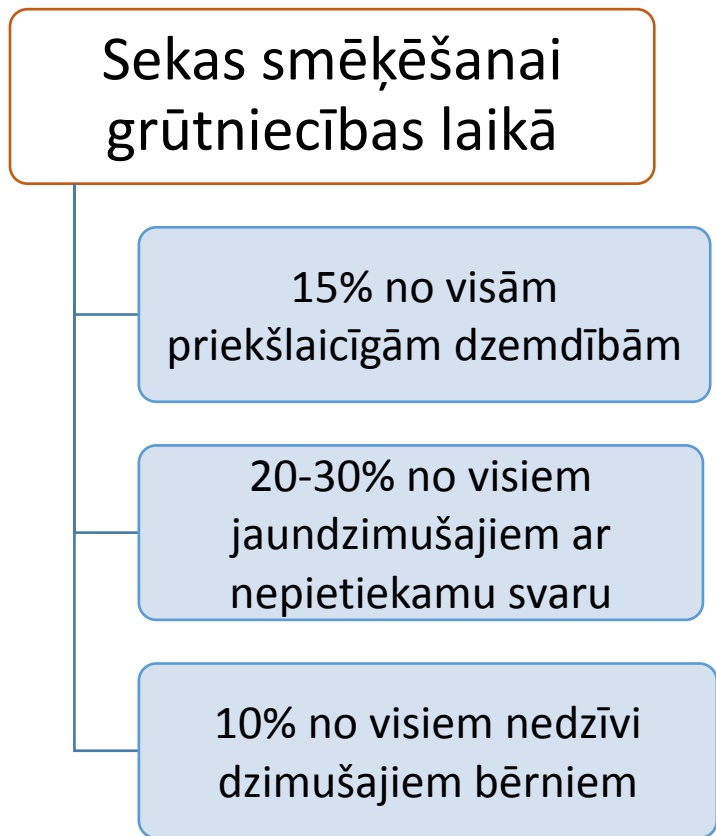 Sekas smēķēšanai
grūtniecības laikā
15% no visām
priekšlaicīgām dzemdībām
20-30% no visiem
jaundzimušajiem ar
nepietiekamu svaru
10% no visiem nedzīvi
dzimušajiem bērniem